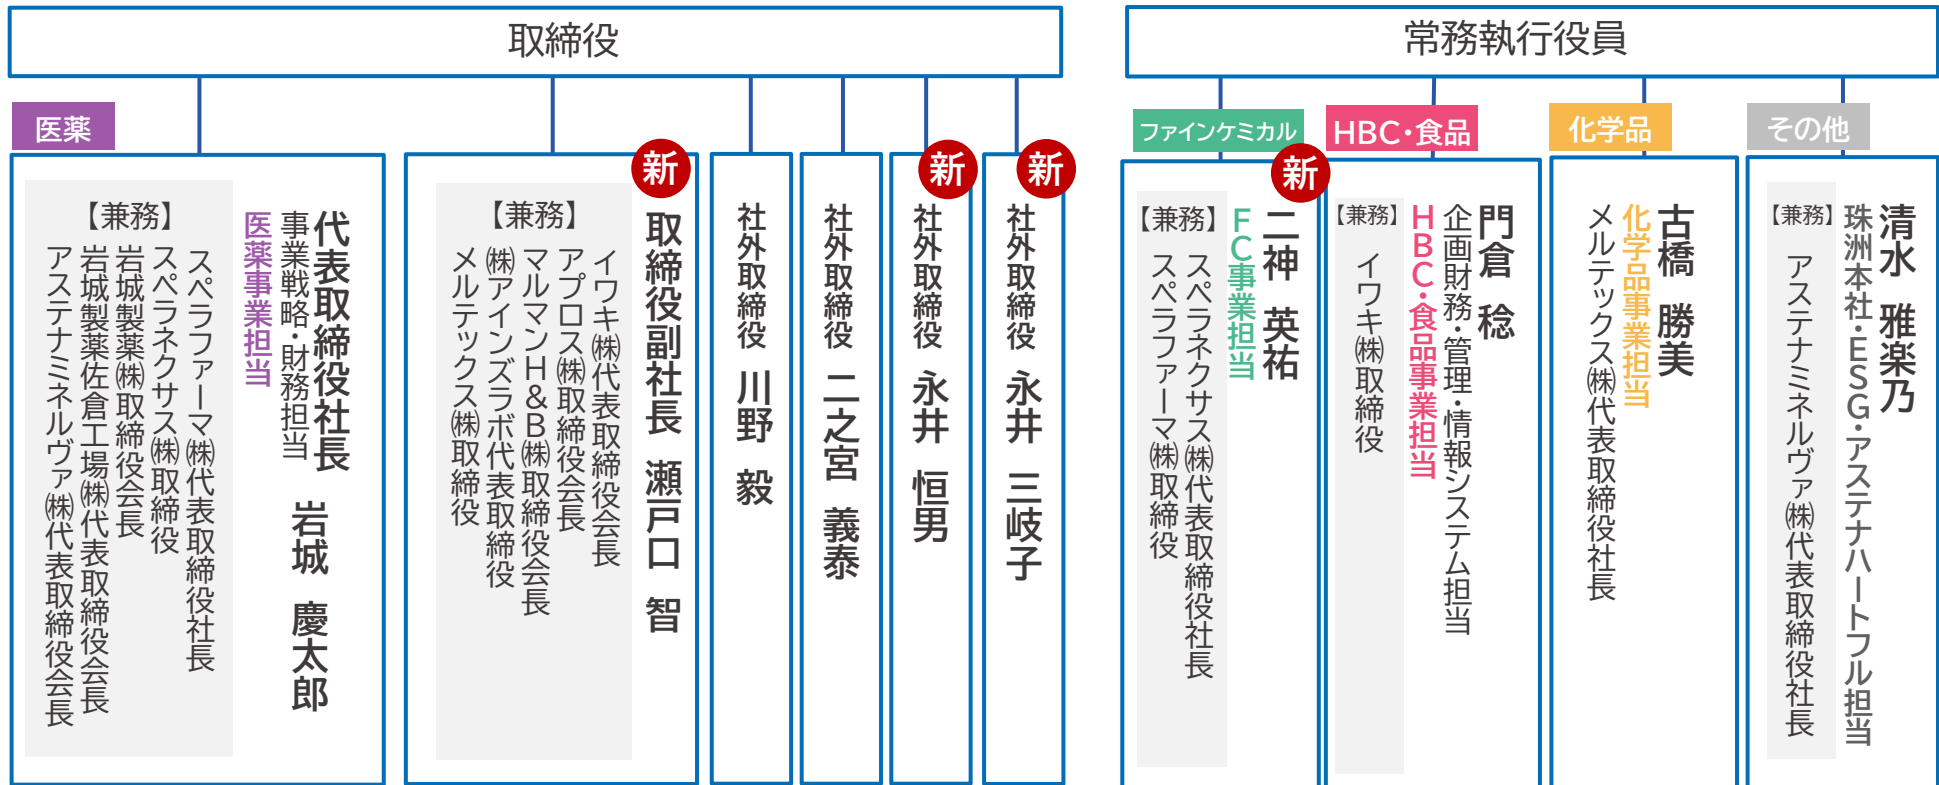 取締役
医薬
代表取締役社長 岩城 慶太郎
事業戦略・財務担当
医薬事業担当
【兼務】
スペラファーマ㈱代表取締役社長
スペラネクサス㈱取締役
岩城製薬㈱取締役会長
岩城製薬佐倉工場㈱代表取締役会長
アステナミネルヴァ㈱代表取締役会長
新
取締役副社長 瀬戸口 智
【兼務】
イワキ㈱代表取締役会長
アプロス㈱取締役会長
マルマンH&B㈱取締役会長
㈱アインズラボ代表取締役
メルテックス㈱取締役
社外取締役 川野 毅
社外取締役 二之宮 義泰
新
社外取締役 永井 恒男
新
社外取締役 永井 三岐子
常務執行役員
ファインケミカル
新
二神 英祐
FC事業担当
【兼務】
スペラネクサス㈱代表取締役社長
スペラファーマ㈱取締役
HBC・食品
門倉 稔
企画財務・管理・情報システム担当
HBC・食品事業担当
【兼務】
イワキ㈱取締役
化学品
古橋 勝美
化学品事業担当
メルテックス㈱代表取締役社長
その他
清水 雅楽乃
珠洲本社・ESG・アステナハートフル担当
【兼務】
アステナミネルヴァ㈱代表取締役社長